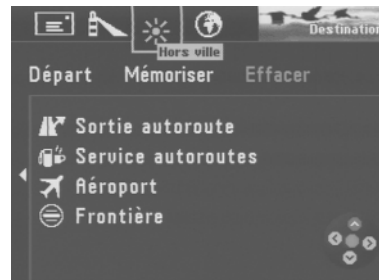 Destination
Hors ville
Départ Mémoriser Effacer
Sortie autoroute
Service autoroutes
Aéroport
Frontière